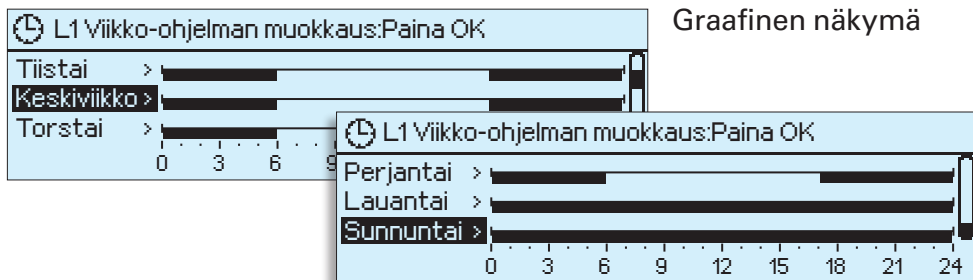 Graafinen näkymä
L1 Viikko-ohjelman muokkaus:Paina OK
Tiistai >
Keskiviikko >
Torstai >
0 3 6 9
L1 Viikko-ohjelman muokkaus:Paina OK
Perjantai >
Lauantai >
Sunnuntai >
0 3 6 9 12 15 18 21 24